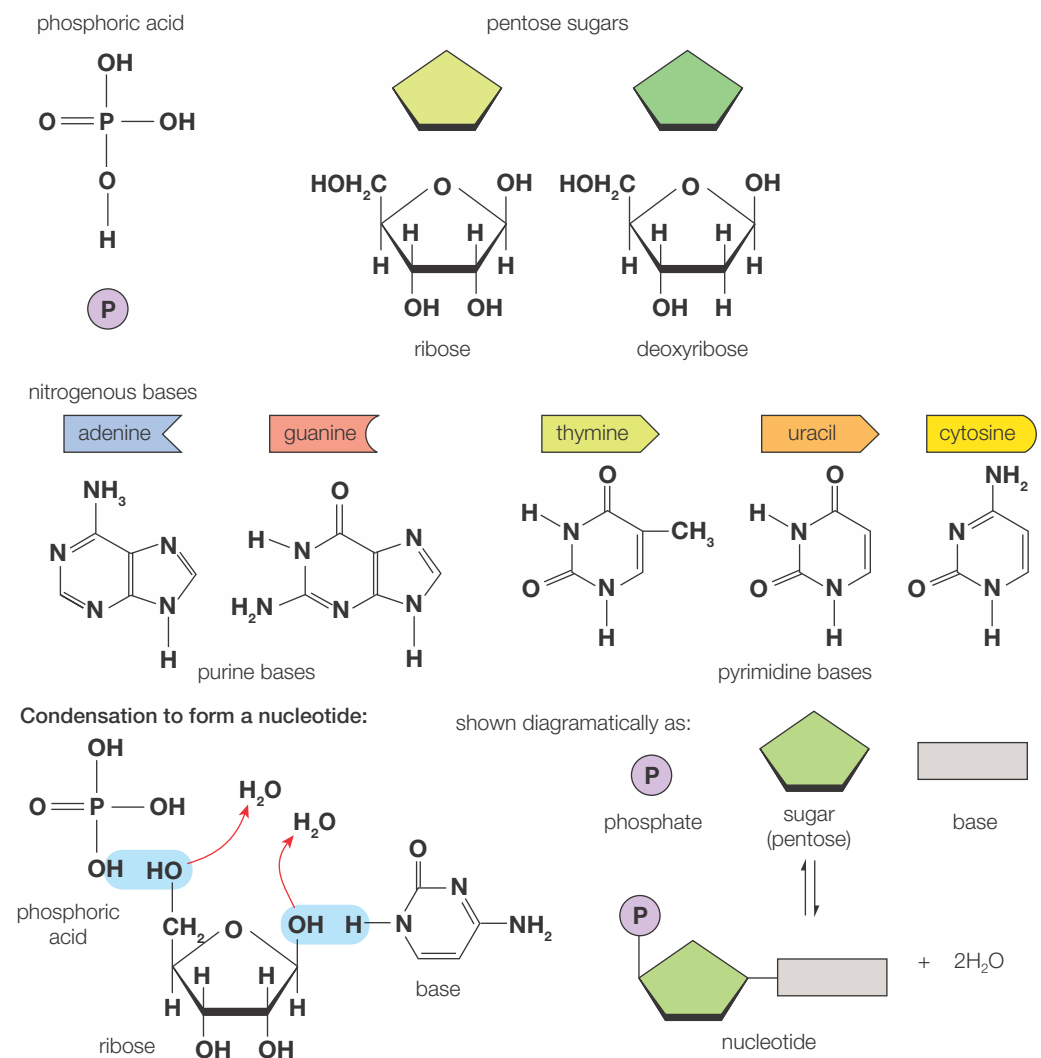 phosphoric acid
OH
O P OH
O
H
P
pentose sugars
HOH₂C O OH
H H
H H
OH OH
ribose
HOH₂C O OH
H H
H H
OH H
deoxyribose
nitrogenous bases
adenine
guanine
thymine
uracil
cytosine
NH₃
N N
N N
H
O
H N N
H₂N N N
H
purine bases
O
H N CH₃
O N
H
O
H N
O N
H
NH₂
N
O N
H
pyrimidine bases
Condensation to form a nucleotide:
OH
O P OH
OH HO
phosphoric
acid
H₂O
H₂O
CH₂ O OH H N
O N
NH₂
H H
H H
OH OH
ribose
base
shown diagramatically as:
P
phosphate
sugar
(pentose)
base
P
+ 2H₂O
nucleotide